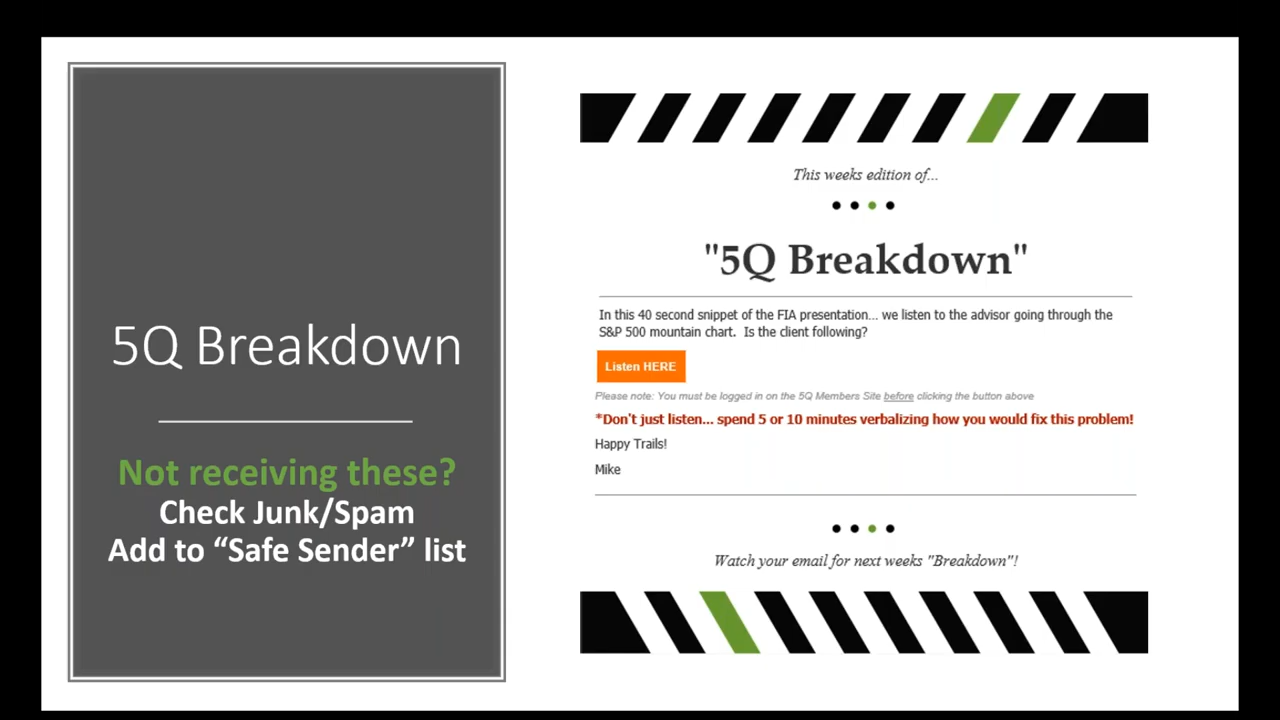 5Q Breakdown
Not receiving these?
Check Junk/Spam
Add to “Safe Sender” list
This weeks edition of...
"5Q Breakdown"
In this 40 second snippet of the FIA presentation... we listen to the advisor going through the
S&P 500 mountain chart.  Is the client following?
Listen HERE
Please note: You must be logged in on the 5Q Members Site before clicking the button above
*Don't just listen... spend 5 or 10 minutes verbalizing how you would fix this problem!
Happy Trails!
Mike
Watch your email for next weeks "Breakdown"!